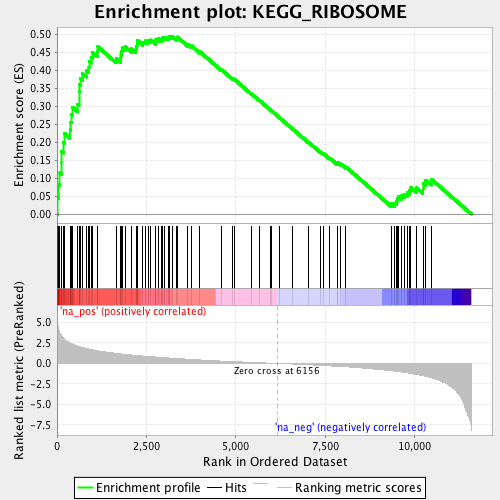 Enrichment plot: KEGG_RIBOSOME
Enrichment score (ES)
0.50
0.45
0.40
0.35
0.30
0.25
0.20
0.15
0.10
0.05
0.00
'na_pos' (positively correlated)
Ranked list metric (PreRanked)
5.0
2.5
0.0
-2.5
-5.0
-7.5
Zero cross at 6156
'na_neg' (negatively correlated)
0
2,500
5,000
7,500
10,000
Rank in Ordered Dataset
Enrichment profile
Hits
Ranking metric scores